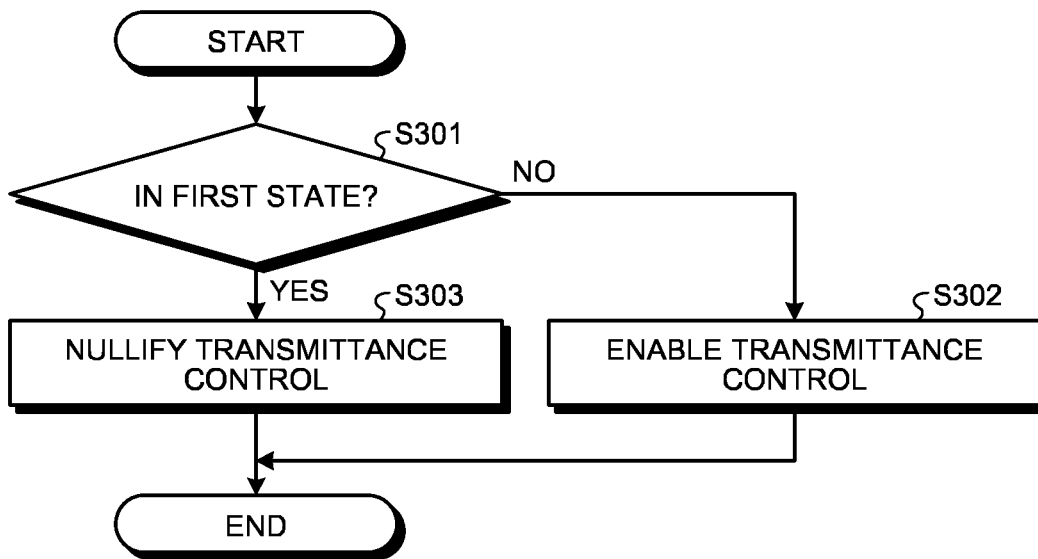 START
S301
IN FIRST STATE?
NO
YES
S303
NULLIFY TRANSMITTANCE
CONTROL
S302
ENABLE TRANSMITTANCE
CONTROL
END